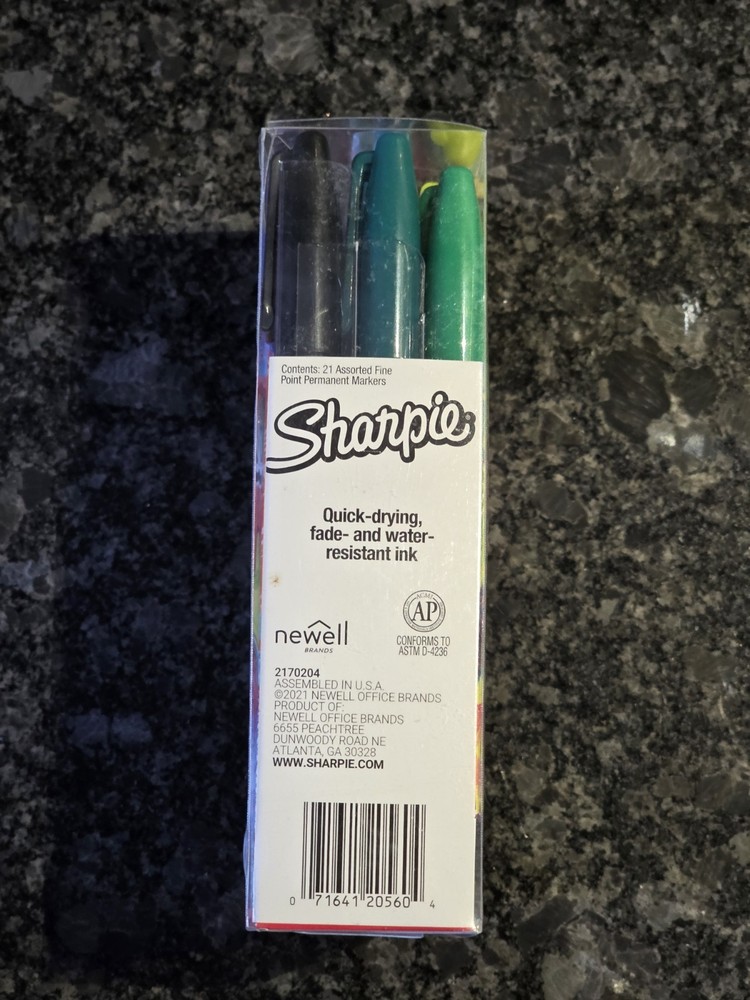 Contents: 21 Assorted Fine
Point Permanent Markers
Sharpie®
Quick-drying,
fade- and water-
resistant ink
newell
BRANDS
ACMI
AP
CONFORMS TO
ASTM D-4236
2170204
ASSEMBLED IN U.S.A.
©2021 NEWELL OFFICE BRANDS
PRODUCT OF:
NEWELL OFFICE BRANDS
6655 PEACHTREE
DUNWOODY ROAD NE
ATLANTA, GA 30328
WWW.SHARPIE.COM
0 71641 20560 4